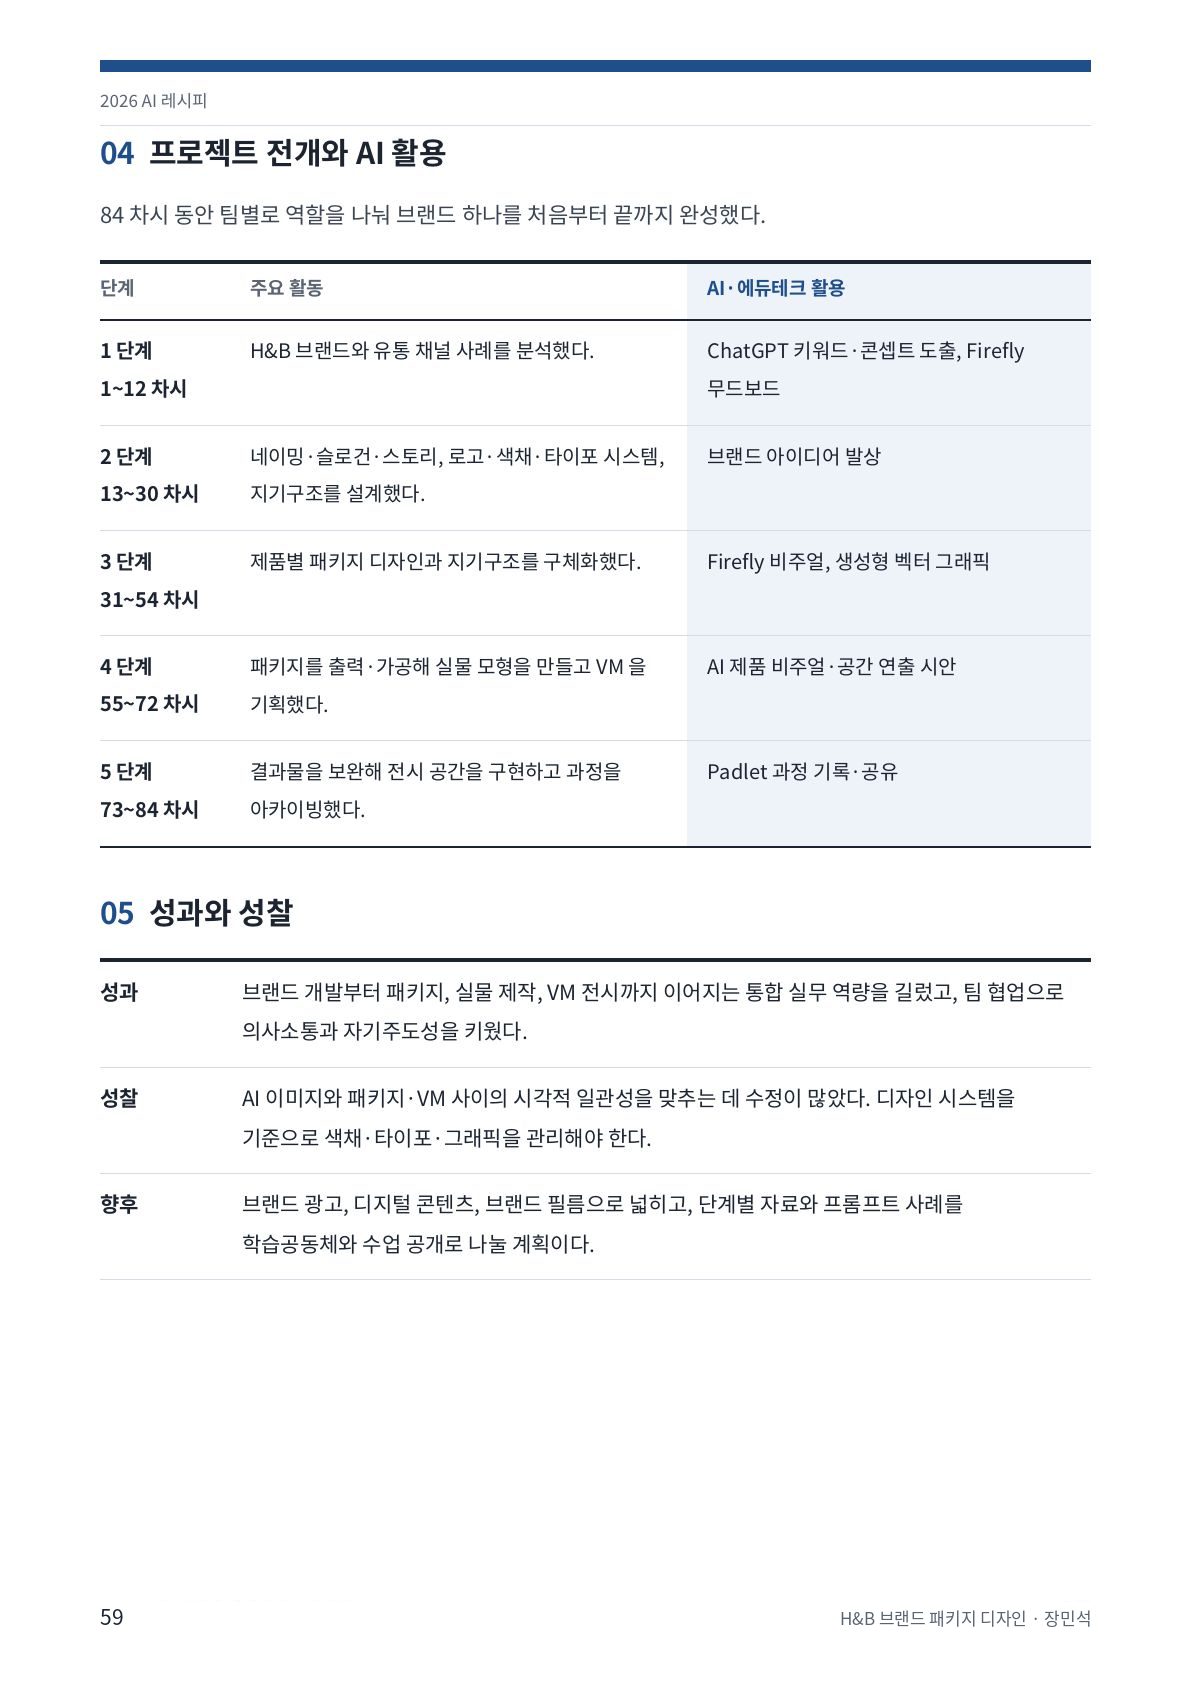 2026 AI 레시피
04 프로젝트 전개와 AI 활용
84 차시 동안 팀별로 역할을 나눠 브랜드 하나를 처음부터 끝까지 완성했다.
단계 주요 활동 AI·에듀테크 활용
1 단계 H&B 브랜드와 유통 채널 사례를 분석했다. ChatGPT 키워드·콘셉트 도출, Firefly
1~12 차시 무드보드
2 단계 네이밍·슬로건·스토리, 로고·색채·타이포 시스템, 브랜드 아이디어 발상
13~30 차시 지기구조를 설계했다.
3 단계 제품별 패키지 디자인과 지기구조를 구체화했다. Firefly 비주얼, 생성형 벡터 그래픽
31~54 차시
4 단계 패키지를 출력·가공해 실물 모형을 만들고 VM 을 AI 제품 비주얼·공간 연출 시안
55~72 차시 기획했다.
5 단계 결과물을 보완해 전시 공간을 구현하고 과정을 Padlet 과정 기록·공유
73~84 차시 아카이빙했다.
05 성과와 성찰
성과 브랜드 개발부터 패키지, 실물 제작, VM 전시까지 이어지는 통합 실무 역량을 길렀고, 팀 협업으로
의사소통과 자기주도성을 키웠다.
성찰 AI 이미지와 패키지·VM 사이의 시각적 일관성을 맞추는 데 수정이 많았다. 디자인 시스템을
기준으로 색채·타이포·그래픽을 관리해야 한다.
향후 브랜드 광고, 디지털 콘텐츠, 브랜드 필름으로 넓히고, 단계별 자료와 프롬프트 사례를
학습공동체와 수업 공개로 나눌 계획이다.
59 H&B 브랜드 패키지 디자인 · 장민석